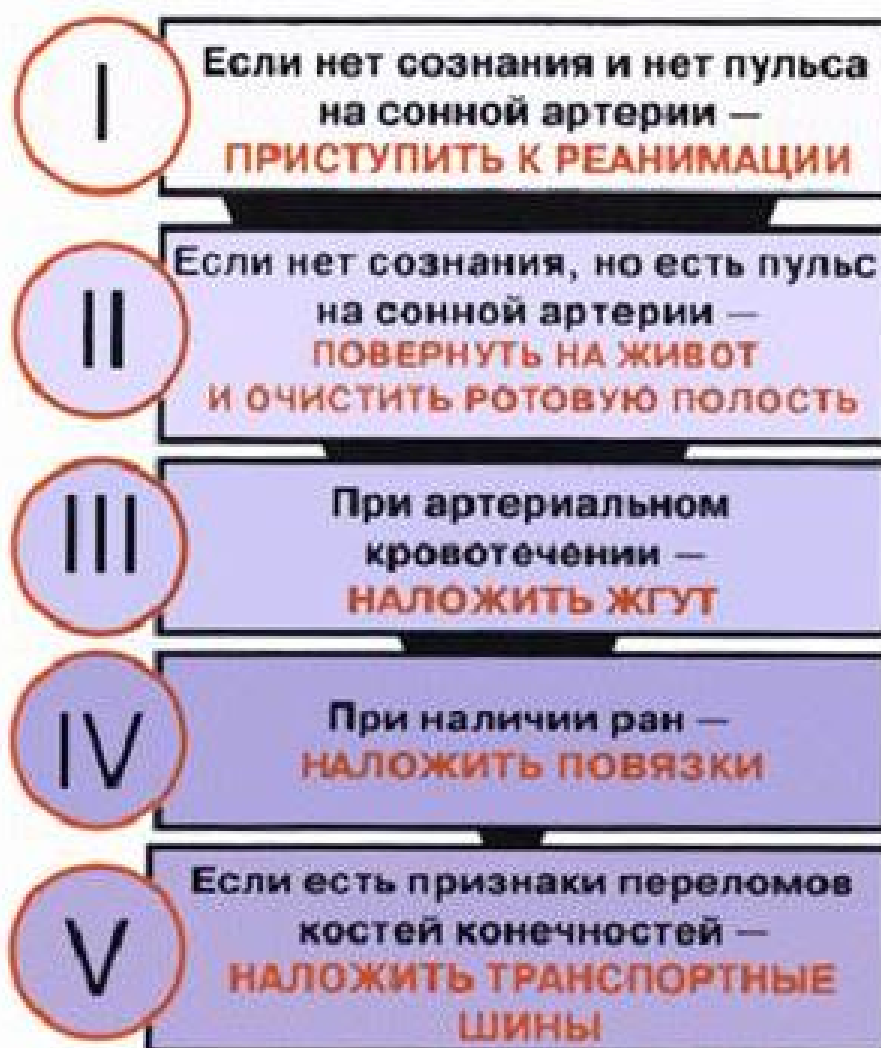 I
Если нет сознания и нет пульса
на сонной артерии —
ПРИСТУПИТЬ К РЕАНИМАЦИИ
II
Если нет сознания, но есть пульс
на сонной артерии —
ПОВЕРНУТЬ НА ЖИВОТ
И ОЧИСТИТЬ РОТОВУЮ ПОЛОСТЬ
III
При артериальном
кровотечении —
НАЛОЖИТЬ ЖГУТ
IV
При наличии ран —
НАЛОЖИТЬ ПОВЯЗКИ
V
Если есть признаки переломов
костей конечностей —
НАЛОЖИТЬ ТРАНСПОРТНЫЕ
ШИНЫ